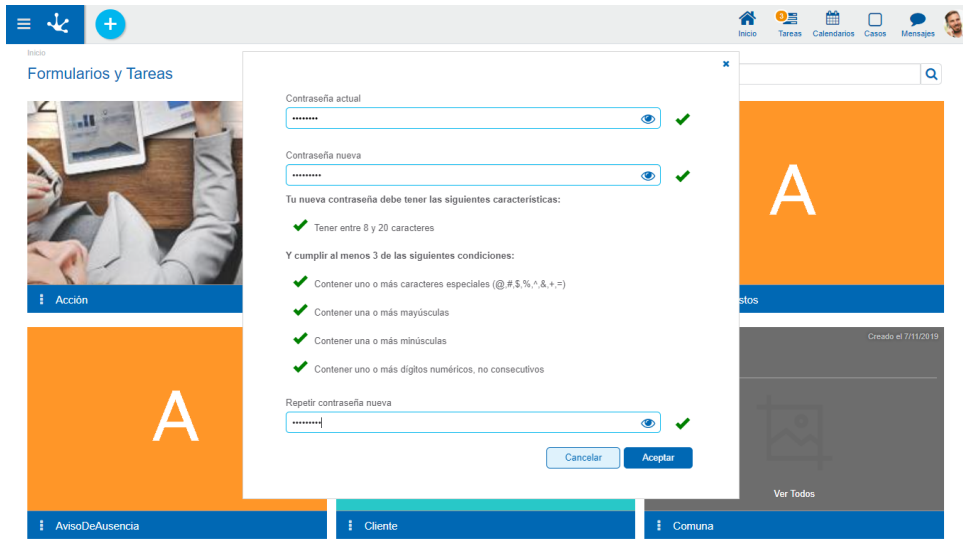 3
Inicio
Tareas
Calendarios
Casos
Mensajes
Inicio
Formularios y Tareas
Contraseña actual
••••••••
Contraseña nueva
•••••••••
Tu nueva contraseña debe tener las siguientes características:
Tener entre 8 y 20 caracteres
Y cumplir al menos 3 de las siguientes condiciones:
Contener uno o más caracteres especiales (@,#,$,%,^,&,+,=)
Contener una o más mayúsculas
Contener una o más minúsculas
Contener uno o más dígitos numéricos, no consecutivos
Repetir contraseña nueva
•••••••••
Cancelar
Aceptar
A
Acción
stos
A
Creado el 7/11/2019
Ver Todos
AvisoDeAusencia
Cliente
Comuna